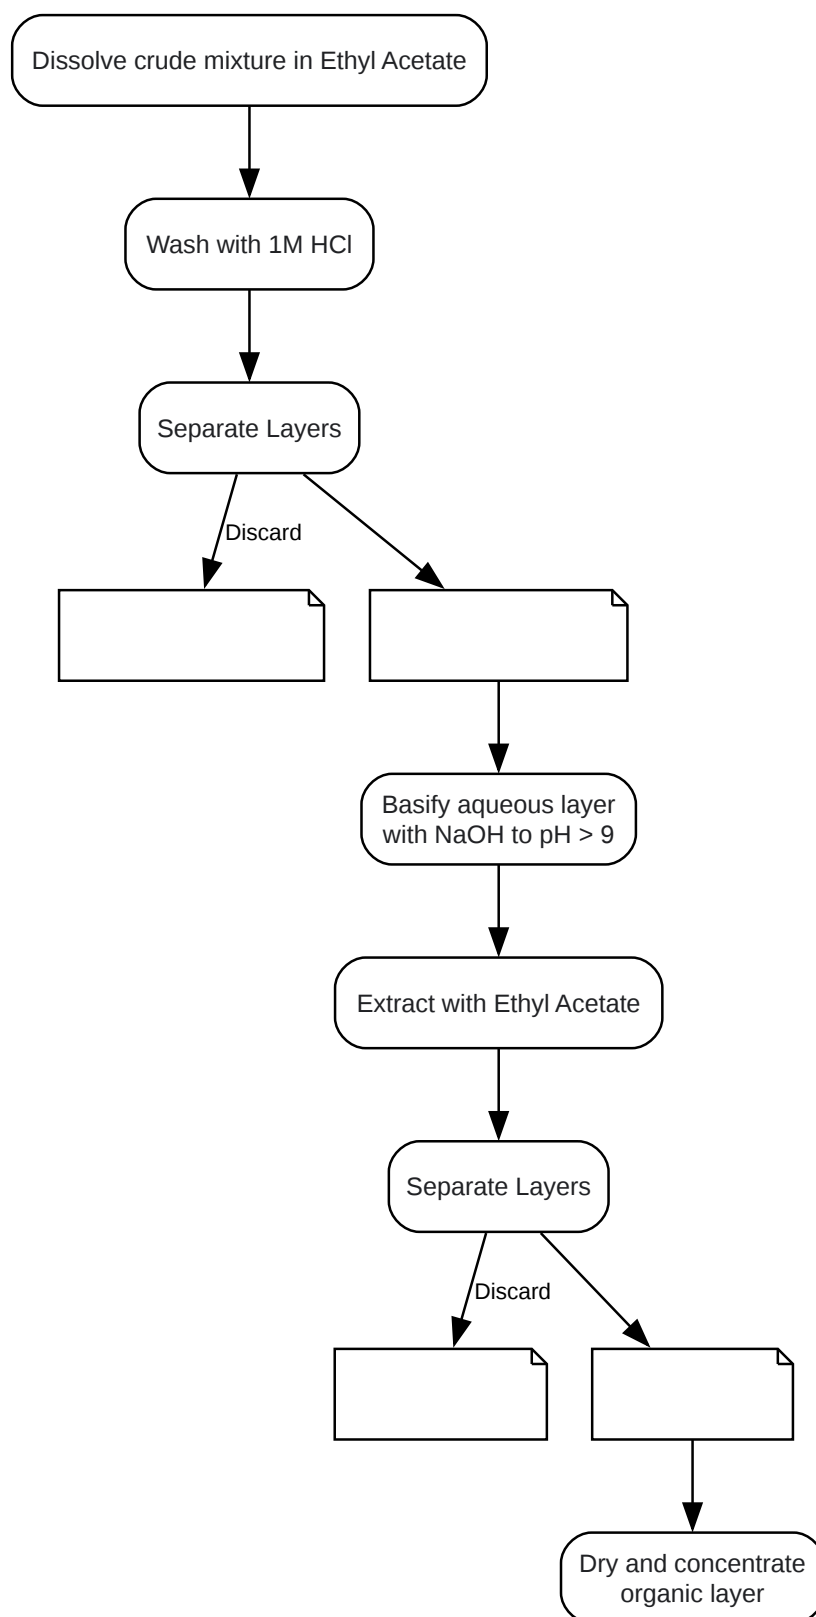 Dissolve crude mixture in Ethyl Acetate
Wash with 1M HCl
Separate Layers
Discard
Basify aqueous layer
with NaOH to pH > 9
Extract with Ethyl Acetate
Separate Layers
Discard
Dry and concentrate
organic layer